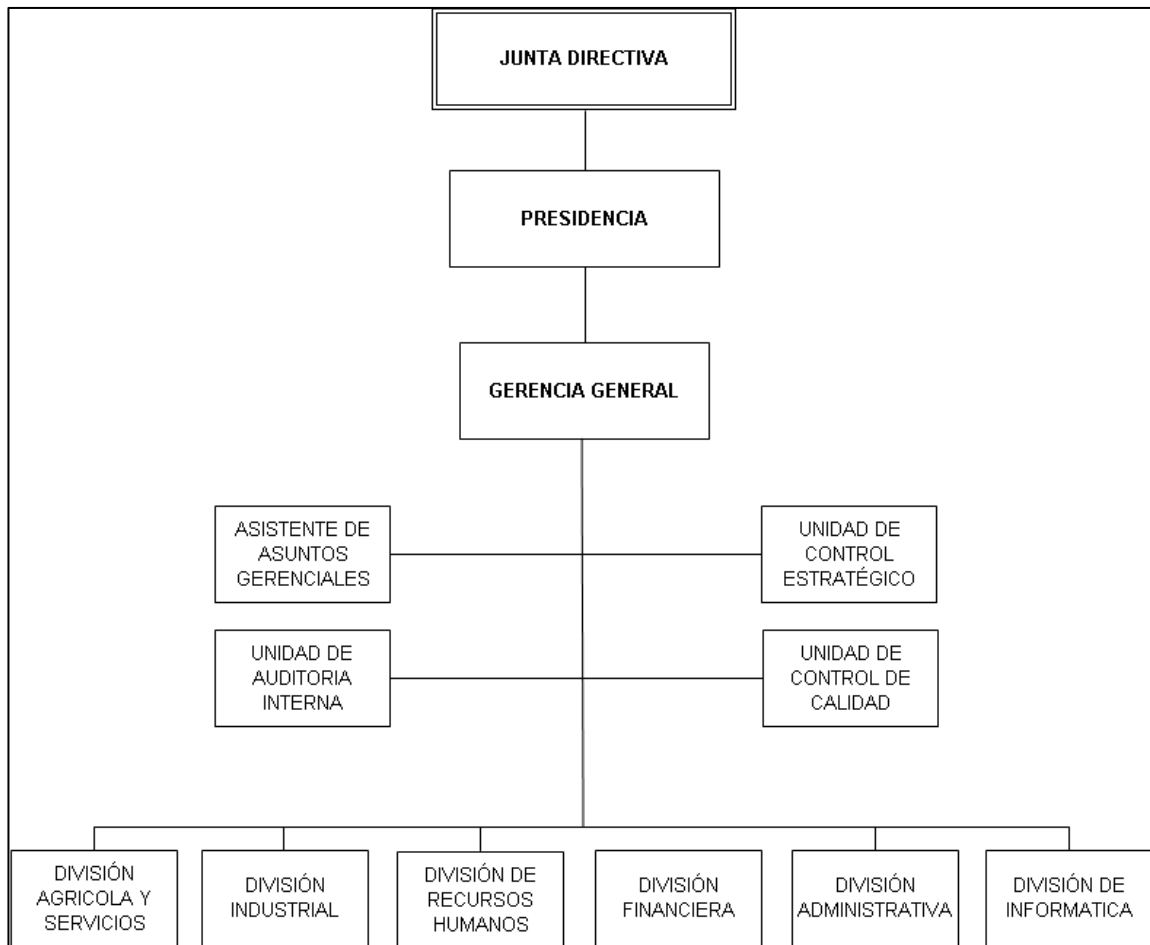 JUNTA DIRECTIVA
PRESIDENCIA
GERENCIA GENERAL
ASISTENTE DE
ASUNTOS
GERENCIALES
UNIDAD DE
CONTROL
ESTRATÉGICO
UNIDAD DE
AUDITORIA
INTERNA
UNIDAD DE
CONTROL DE
CALIDAD
DIVISIÓN
AGRICOLA Y
SERVICIOS
DIVISIÓN
INDUSTRIAL
DIVISIÓN DE
RECURSOS
HUMANOS
DIVISIÓN
FINANCIERA
DIVISIÓN
ADMINISTRATIVA
DIVISIÓN DE
INFORMATICA